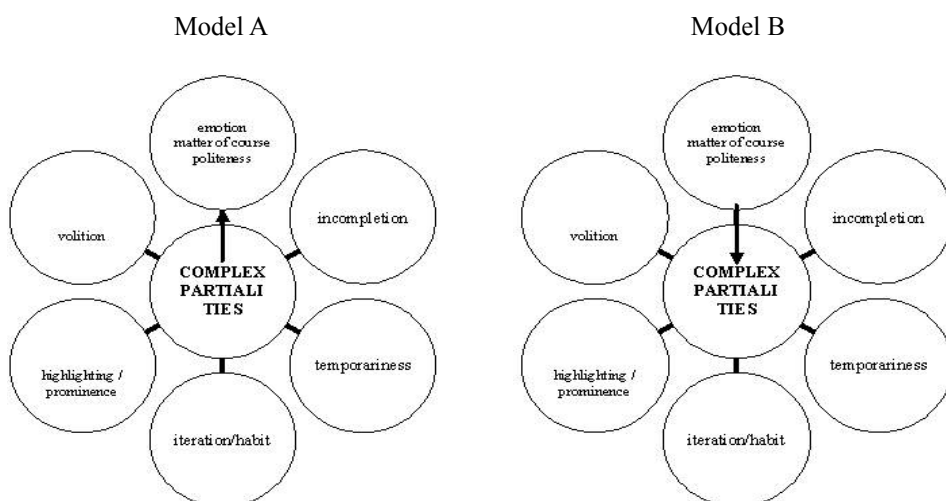 Model A
emotion
matter of course
politeness
volition
incompletion
COMPLEX
PARTIALI
TIES
highlighting /
prominence
temporariness
iteration/habit
Model B
emotion
matter of course
politeness
volition
incompletion
COMPLEX
PARTIALI
TIES
highlighting /
prominence
temporariness
iteration/habit